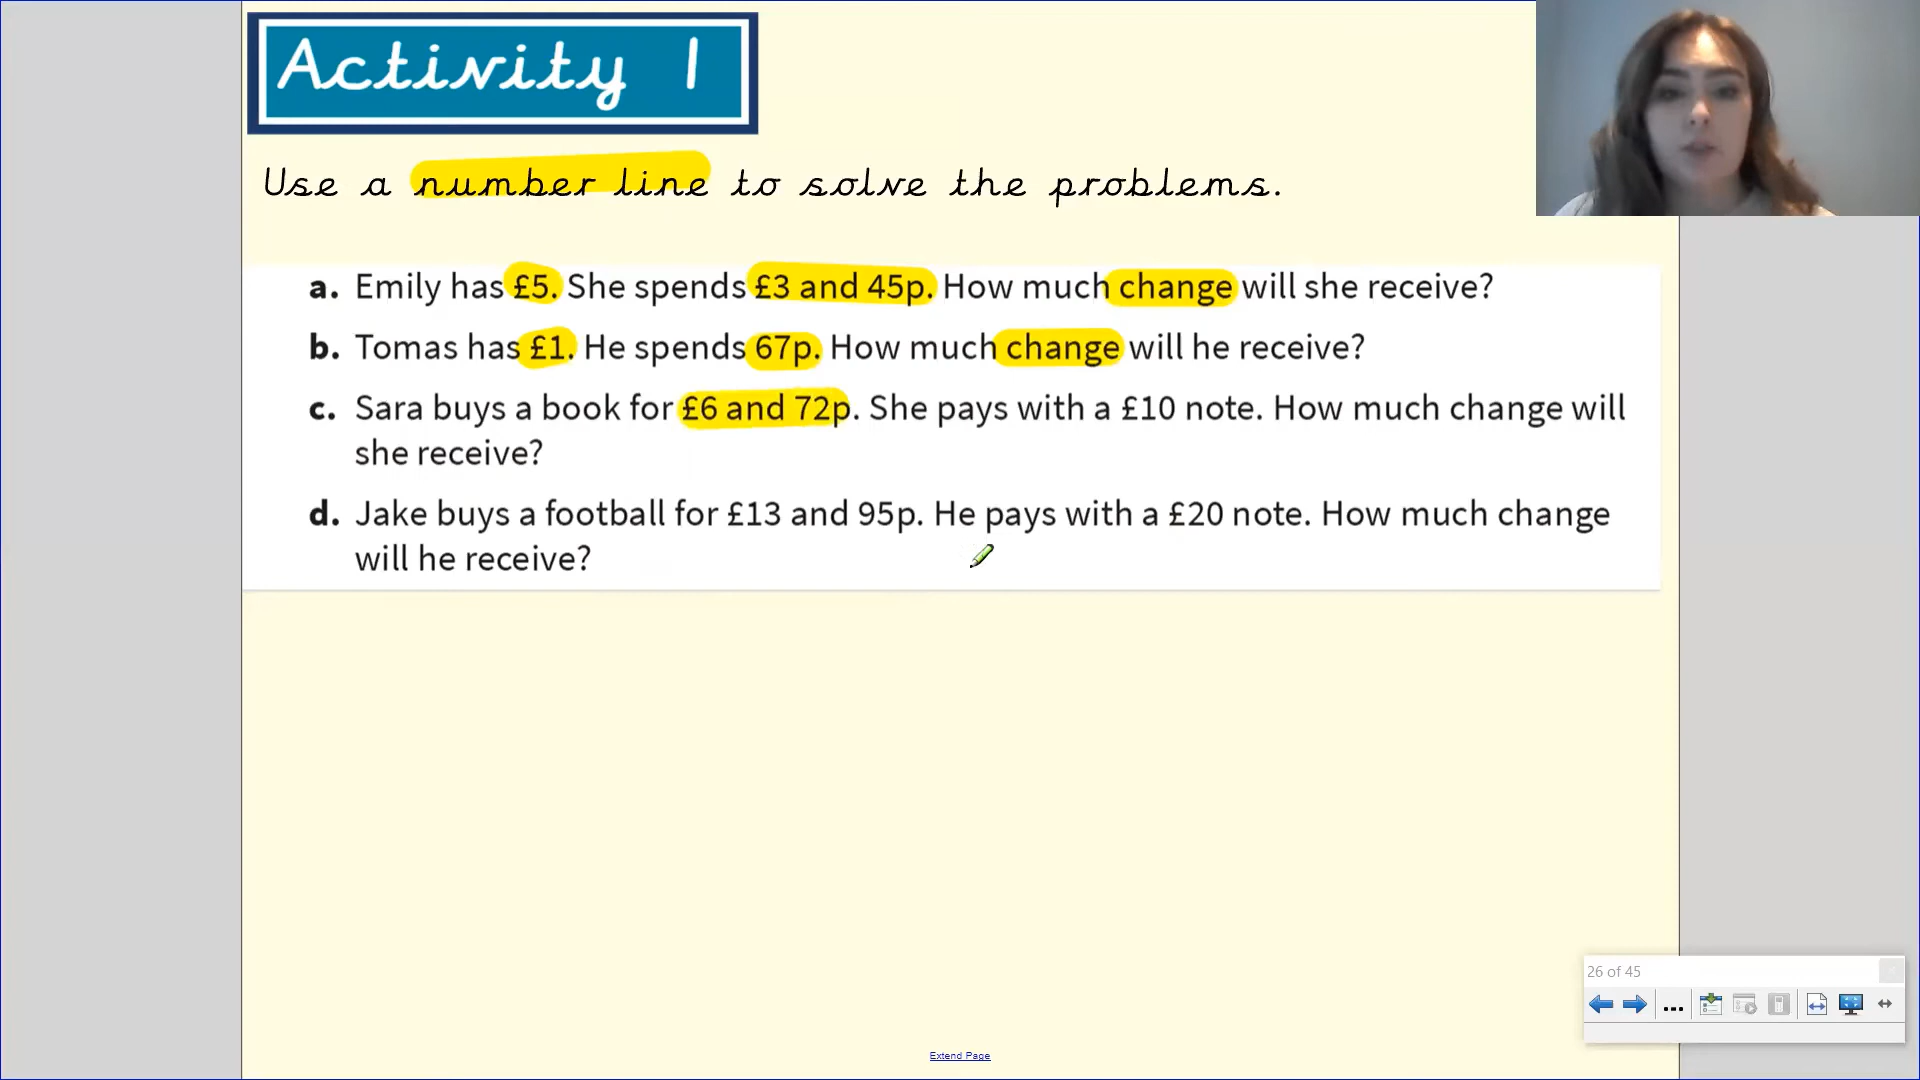 Activity 1
Use a number line to solve the problems.
a. Emily has £5. She spends £3 and 45p. How much change will she receive?
b. Tomas has £1. He spends 67p. How much change will he receive?
c. Sara buys a book for £6 and 72p. She pays with a £10 note. How much change will
she receive?
d. Jake buys a football for £13 and 95p. He pays with a £20 note. How much change
will he receive?
26 of 45
...
Extend Page